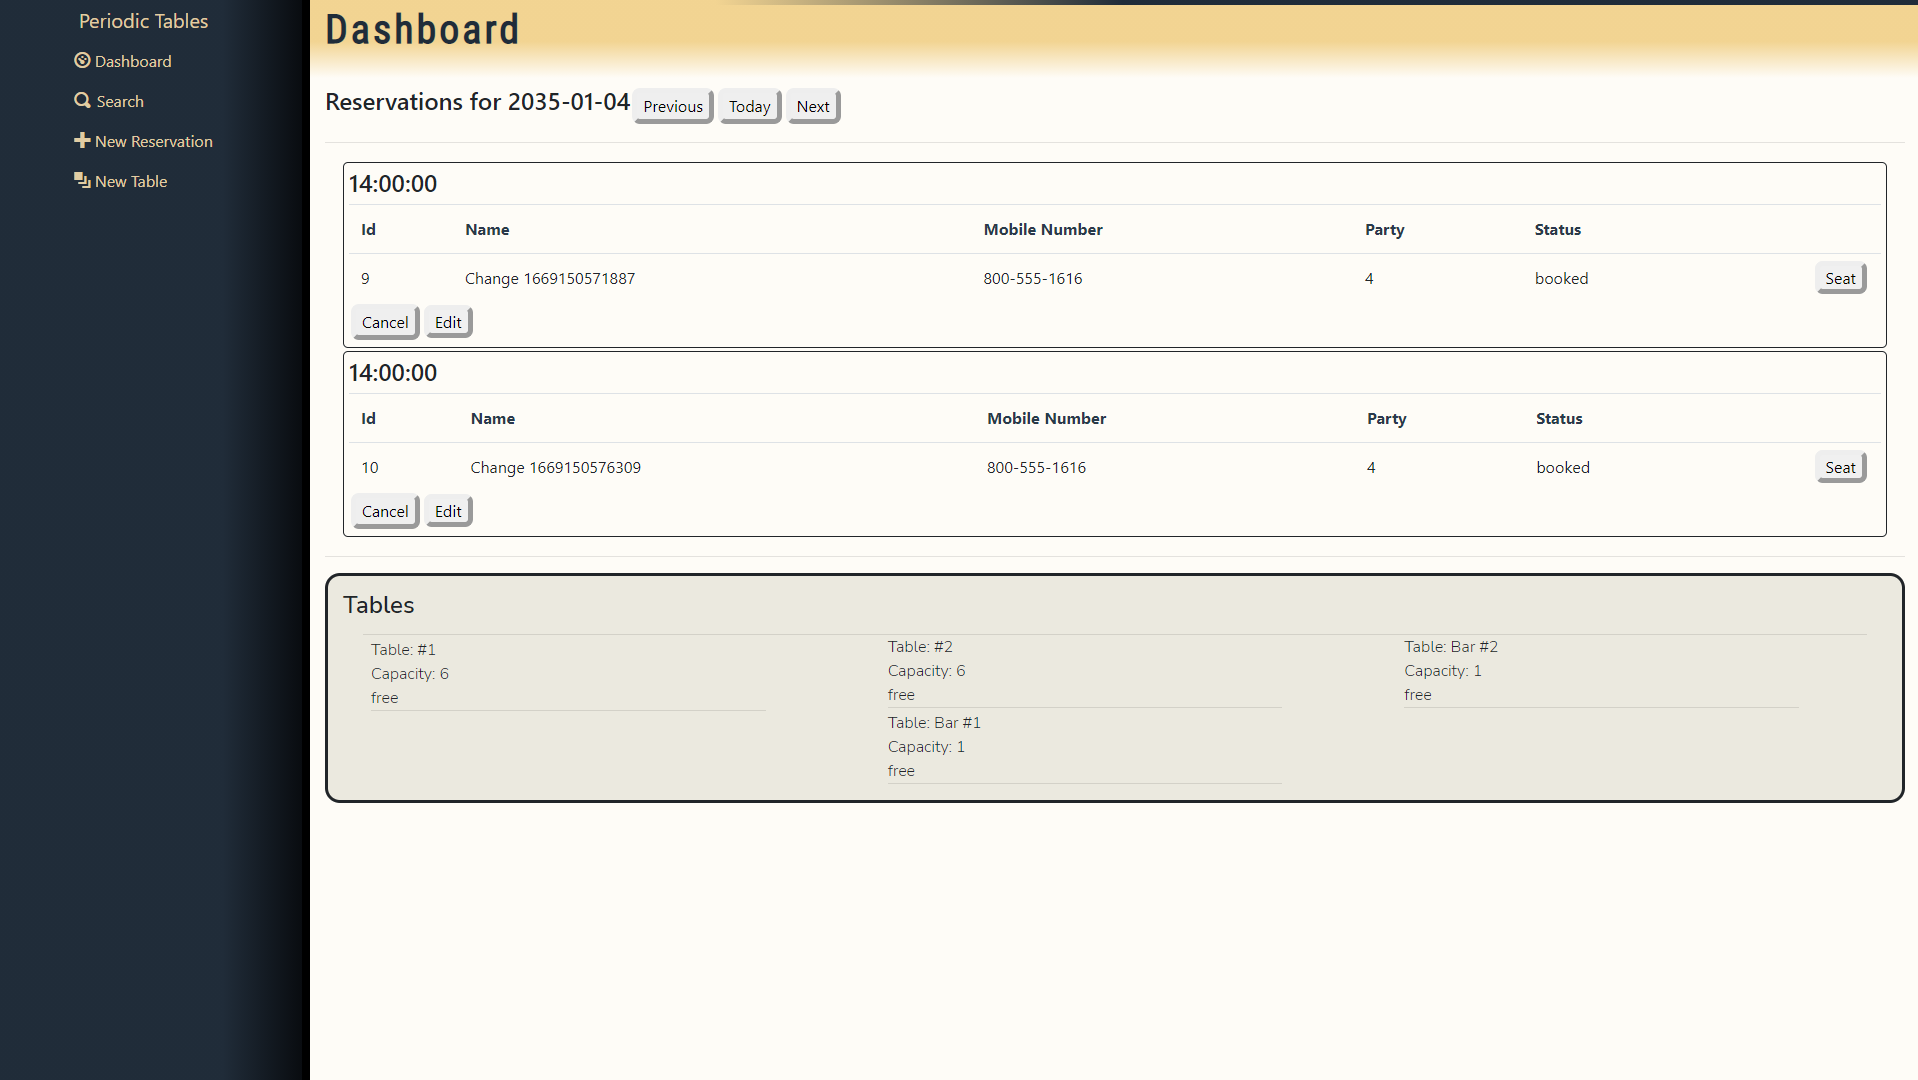 Periodic Tables
Dashboard
Search
New Reservation
New Table
Dashboard
Reservations for 2035-01-04 Previous Today Next
14:00:00
Id Name Mobile Number Party Status
9 Change 1669150571887 800-555-1616 4 booked Seat
Cancel Edit
14:00:00
Id Name Mobile Number Party Status
10 Change 1669150576309 800-555-1616 4 booked Seat
Cancel Edit
Tables
Table: #1
Capacity: 6
free
Table: #2
Capacity: 6
free
Table: Bar #1
Capacity: 1
free
Table: Bar #2
Capacity: 1
free